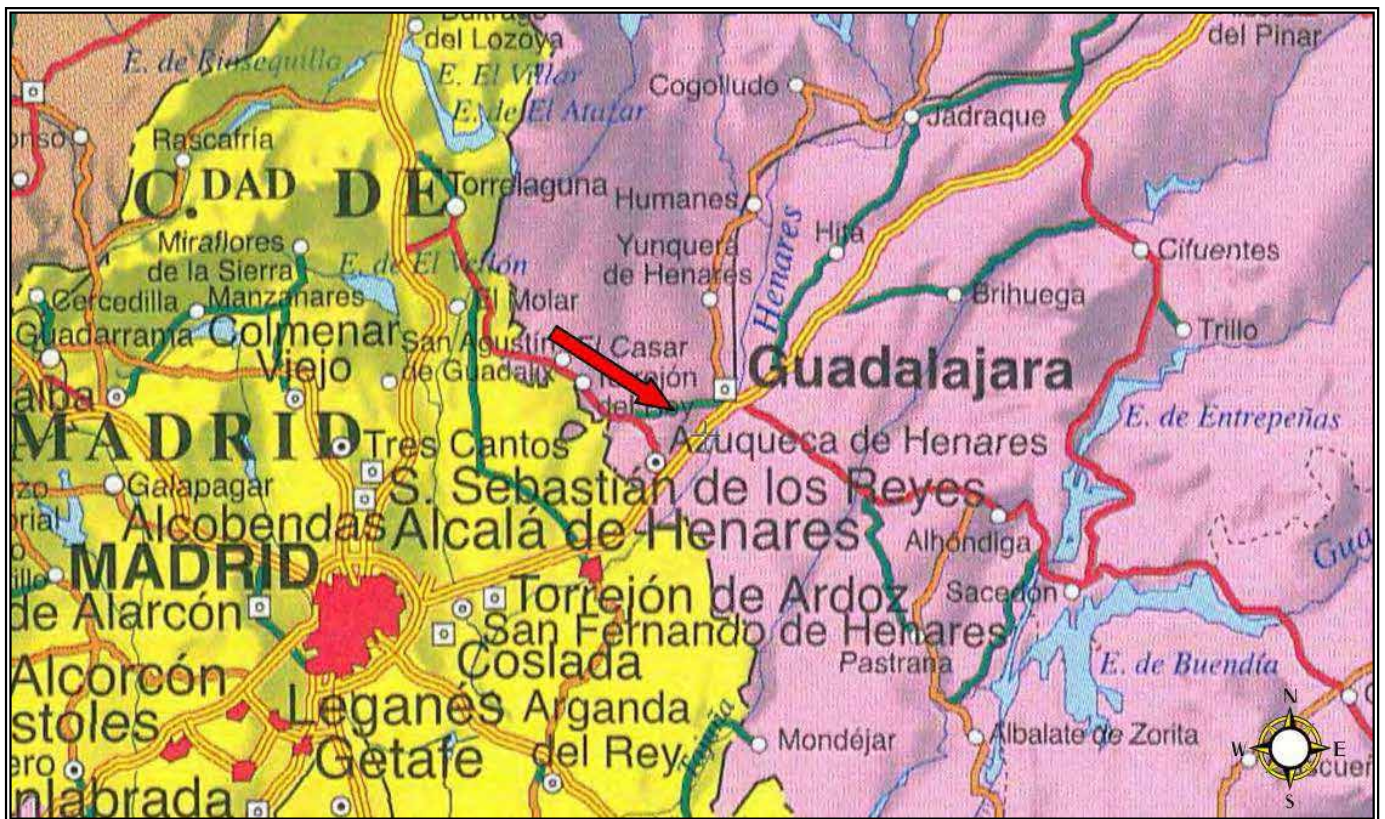 Buitrago
del Lozoya
E. de Riosequillo
E. El Villar
E. de El Atazar
Cogolludo
del Pinar
Jadraque
Rascafría
C.DAD DE
Torrelaguna
Humanes
Henares
Hita
Miraflores
de la Sierra
E. de El Vellón
Yunquera
de Henares
Cifuentes
Cercedilla
Manzanares
El Molar
Brihuega
Guadarrama
Colmenar
Viejo
San Agustín
de Guadalix
El Casar
Torrejón
del Rey
Guadalajara
Trillo
alba
E. de Entrepeñas
MADRID
Tres Cantos
Azuqueca de Henares
Galapagar
S. Sebastián de los Reyes
Alcobendas
Alcalá de Henares
Alhóndiga
Gua
MADRID
de Alarcón
Torrejón de Ardoz
Sacedón
San Fernando de Henares
Coslada
Pastrana
E. de Buendía
Alcorcón
stoles
Leganés
Arganda
del Rey
Getafe
Tajuña
Mondéjar
Albalate de Zorita
ero
nlabrada
N
W
E
S